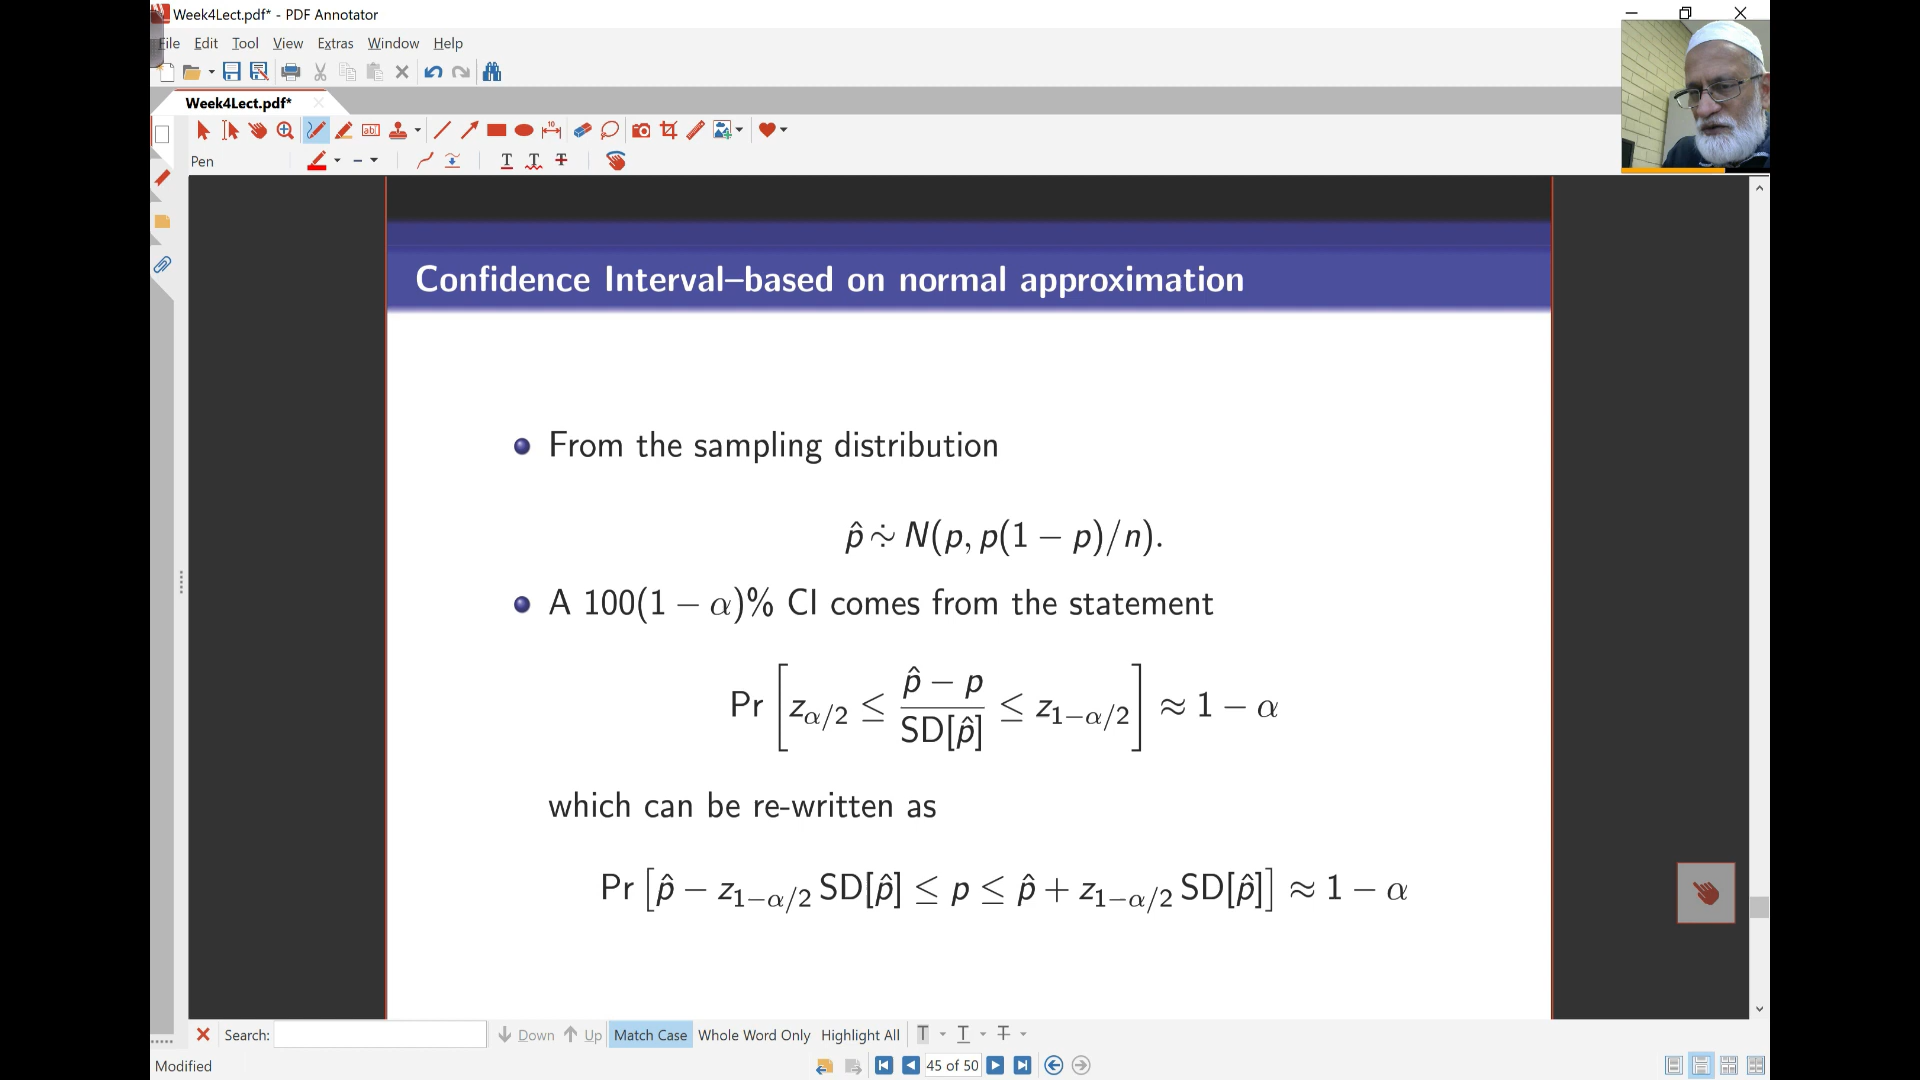 Week4Lect.pdf* - PDF Annotator
File Edit Tool View Extras Window Help
Week4Lect.pdf*
Pen
Confidence Interval–based on normal approximation
From the sampling distribution
p̂ ∻ N(p, p(1 − p)/n).
A 100(1 − α)% CI comes from the statement
Pr [ z_{α/2} ≤ (p̂ − p) / SD[p̂] ≤ z_{1−α/2} ] ≈ 1 − α
which can be re-written as
Pr [ p̂ − z_{1−α/2} SD[p̂] ≤ p ≤ p̂ + z_{1−α/2} SD[p̂] ] ≈ 1 − α
Search: Down Up Match Case Whole Word Only Highlight All
Modified 45 of 50